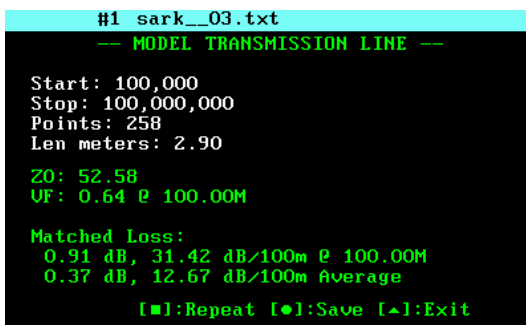 #1 sark__03.txt
-- MODEL TRANSMISSION LINE --
Start: 100,000
Stop: 100,000,000
Points: 258
Len meters: 2.90
ZO: 52.58
VF: 0.64 @ 100.00M
Matched Loss:
0.91 dB, 31.42 dB/100m @ 100.00M
0.37 dB, 12.67 dB/100m Average
[■]:Repeat [●]:Save [▲]:Exit